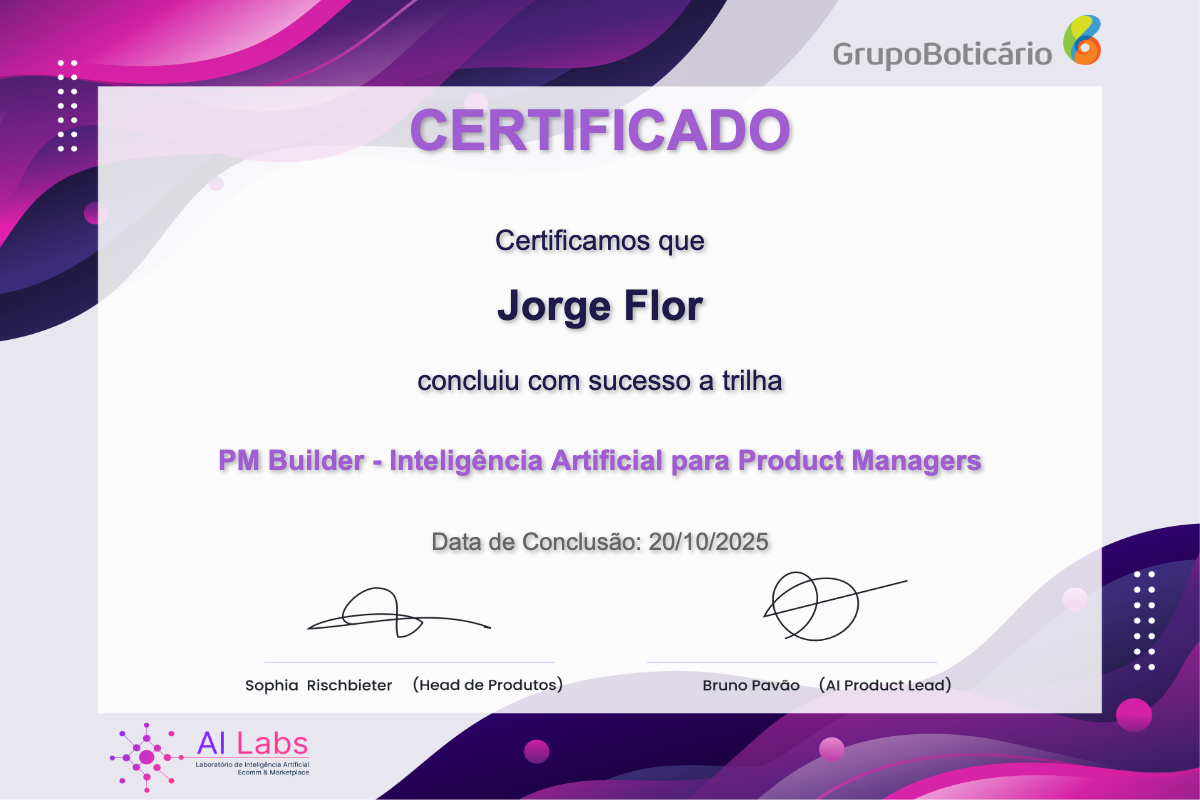 GrupoBoticário
CERTIFICADO
Certificamos que
Jorge Flor
concluiu com sucesso a trilha
PM Builder - Inteligência Artificial para Product Managers
Data de Conclusão: 20/10/2025
Sophia Rischbieter (Head de Produtos)
Bruno Pavão (AI Product Lead)
AI Labs
Laboratório de Inteligência Artificial
Ecomm & Marketplace